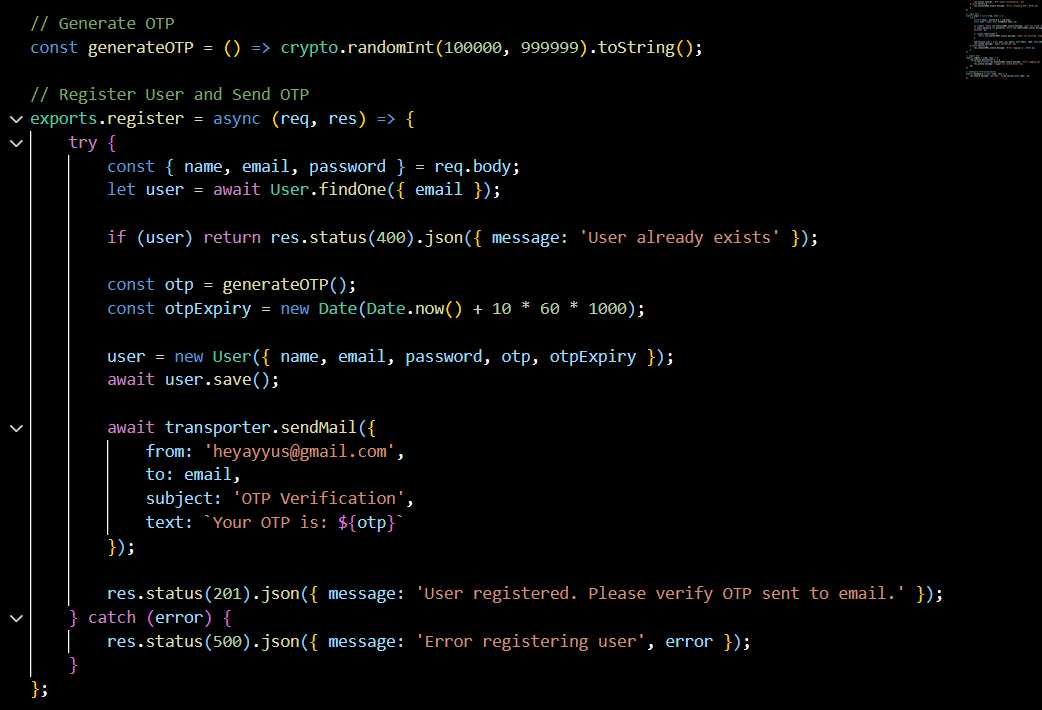 // Generate OTP
const generateOTP = () => crypto.randomInt(100000, 999999).toString();
// Register User and Send OTP
exports.register = async (req, res) => {
try {
const { name, email, password } = req.body;
let user = await User.findOne({ email });
if (user) return res.status(400).json({ message: 'User already exists' });
const otp = generateOTP();
const otpExpiry = new Date(Date.now() + 10 * 60 * 1000);
user = new User({ name, email, password, otp, otpExpiry });
await user.save();
await transporter.sendMail({
from: 'heyayyus@gmail.com',
to: email,
subject: 'OTP Verification',
text: `Your OTP is: ${otp}`
});
res.status(201).json({ message: 'User registered. Please verify OTP sent to email.' });
} catch (error) {
res.status(500).json({ message: 'Error registering user', error });
}
};